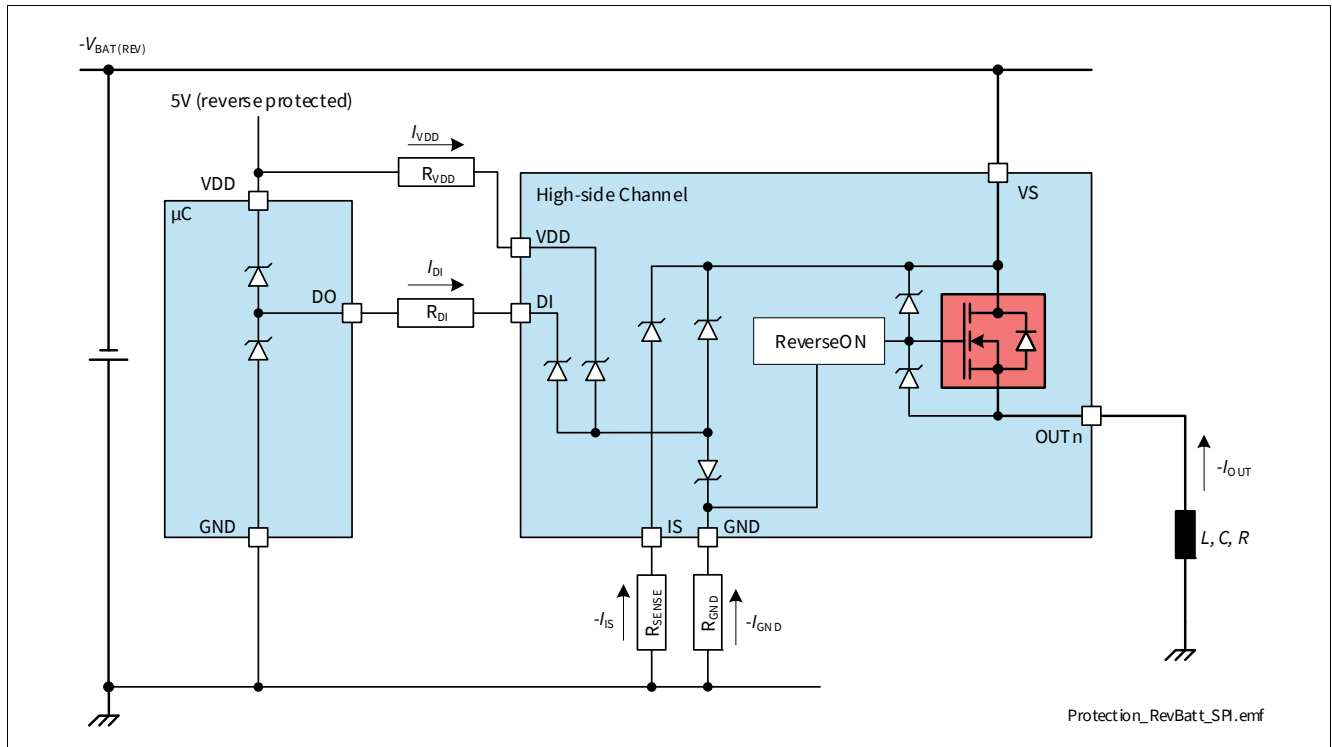 -VBAT(REV)
5V (reverse protected)
IVDD
RVDD
VDD
µC
High-side Channel
VS
VDD
IDI
DO
RDI
DI
ReverseON
OUTn
-IOUT
GND
IS
GND
L, C, R
-IIS
RSENSE
RGND
-IGND
Protection_RevBatt_SPI.emf